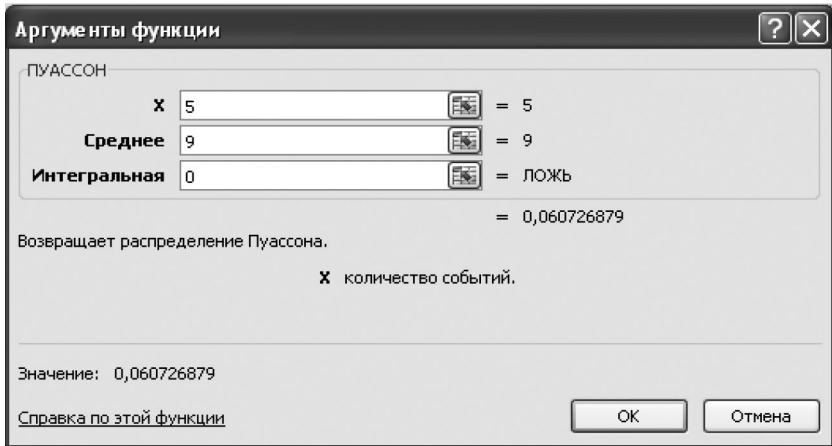 Аргументы функции
ПУАССОН
X 5 = 5
Среднее 9 = 9
Интегральная 0 = ЛОЖЬ
= 0,060726879
Возвращает распределение Пуассона.
X количество событий.
Значение: 0,060726879
Справка по этой функции OK Отмена